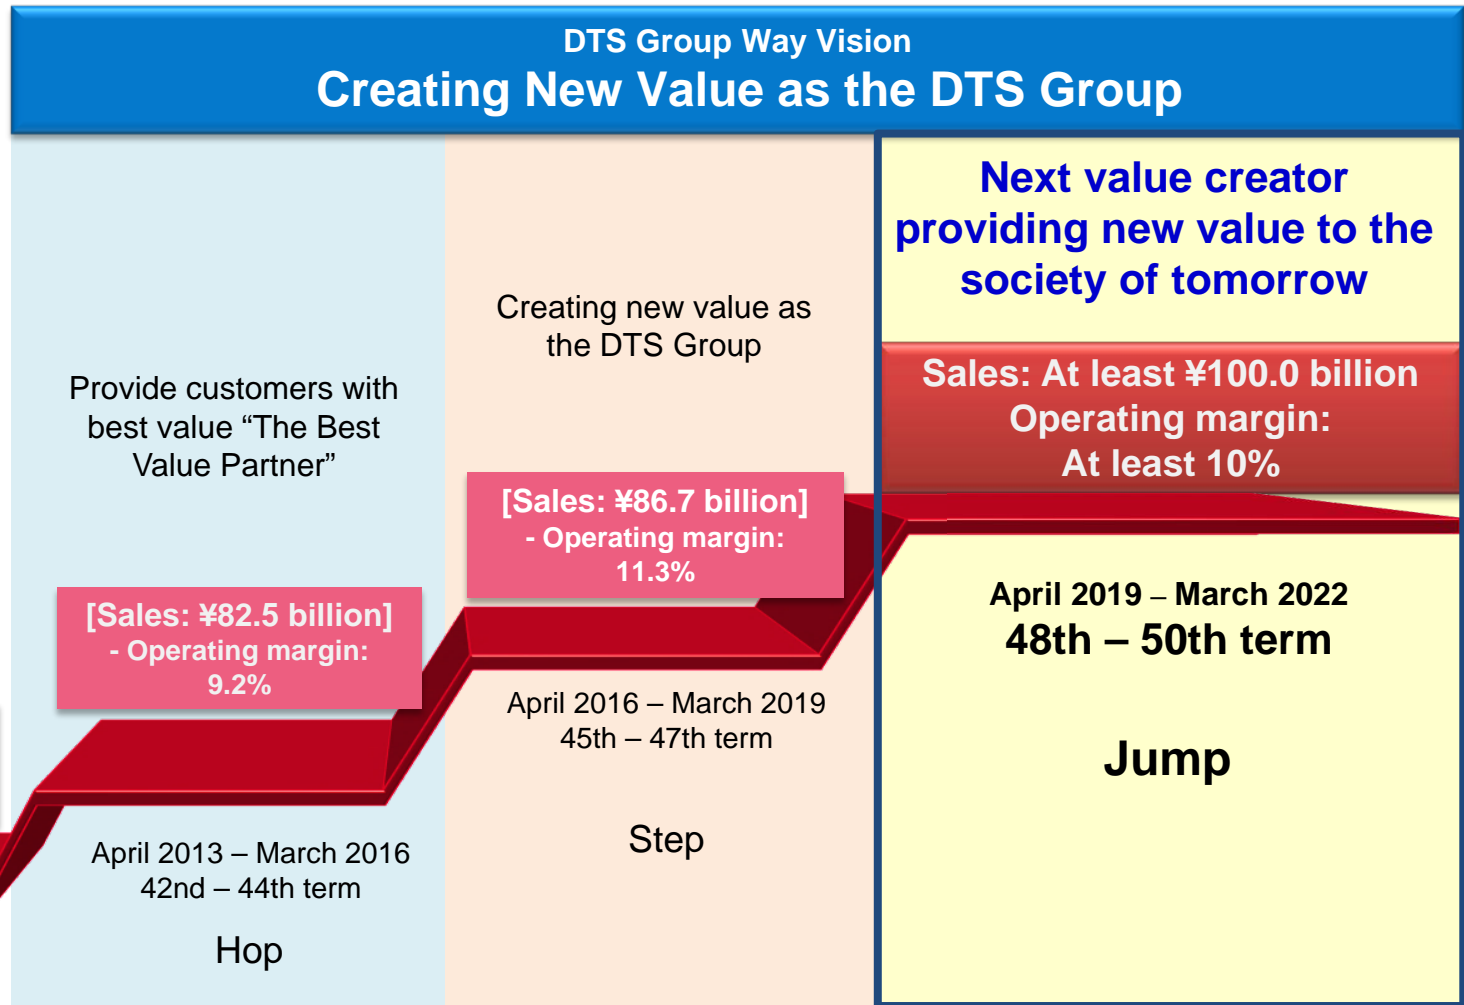 DTS Group Way Vision
Creating New Value as the DTS Group
Provide customers with
best value “The Best
Value Partner”
[Sales: ¥82.5 billion]
- Operating margin:
9.2%
April 2013 – March 2016
42nd – 44th term
Hop
Creating new value as
the DTS Group
[Sales: ¥86.7 billion]
- Operating margin:
11.3%
April 2016 – March 2019
45th – 47th term
Step
Next value creator
providing new value to the
society of tomorrow
Sales: At least ¥100.0 billion
Operating margin:
At least 10%
April 2019 – March 2022
48th – 50th term
Jump